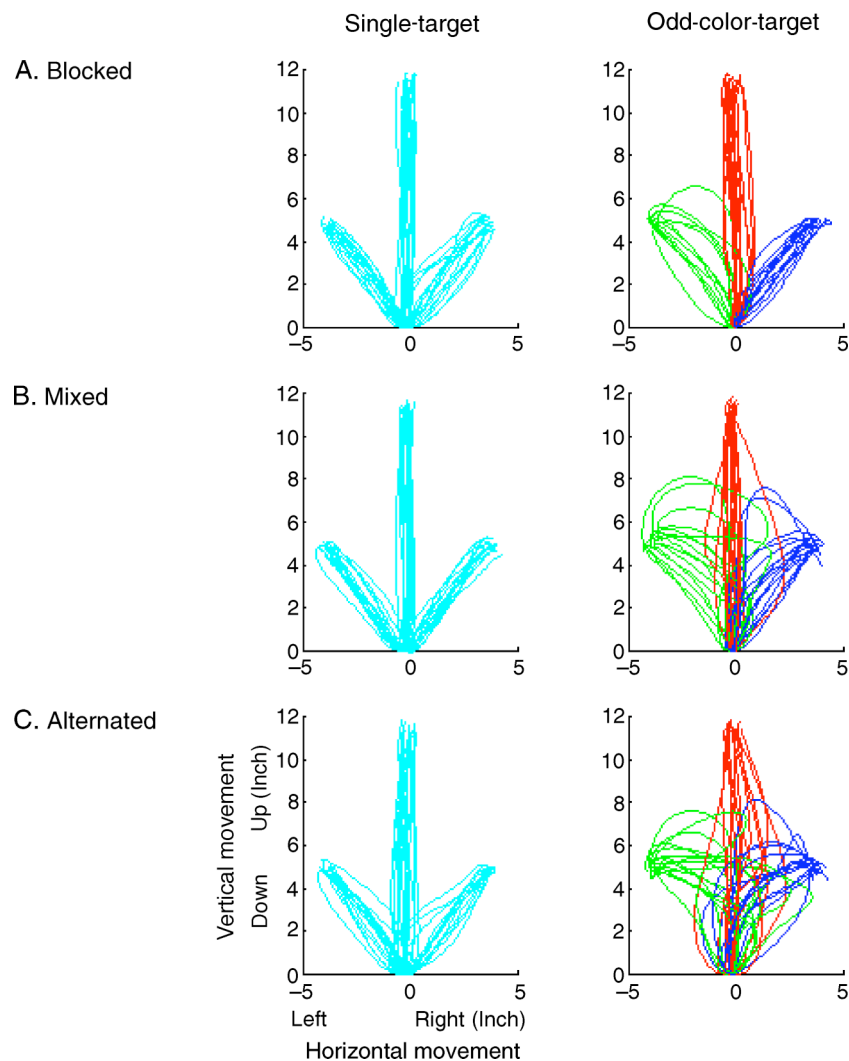 Single-target Odd-color-target
A. Blocked
12 12
10 10
8 8
6 6
4 4
2 2
0 0
–5 0 5 –5 0 5
B. Mixed
12 12
10 10
8 8
6 6
4 4
2 2
0 0
–5 0 5 –5 0 5
C. Alternated
12 12
10 10
8 8
6 6
4 4
2 2
0 0
–5 0 5 –5 0 5
Vertical movement
Down Up (Inch)
Left Right (Inch)
Horizontal movement